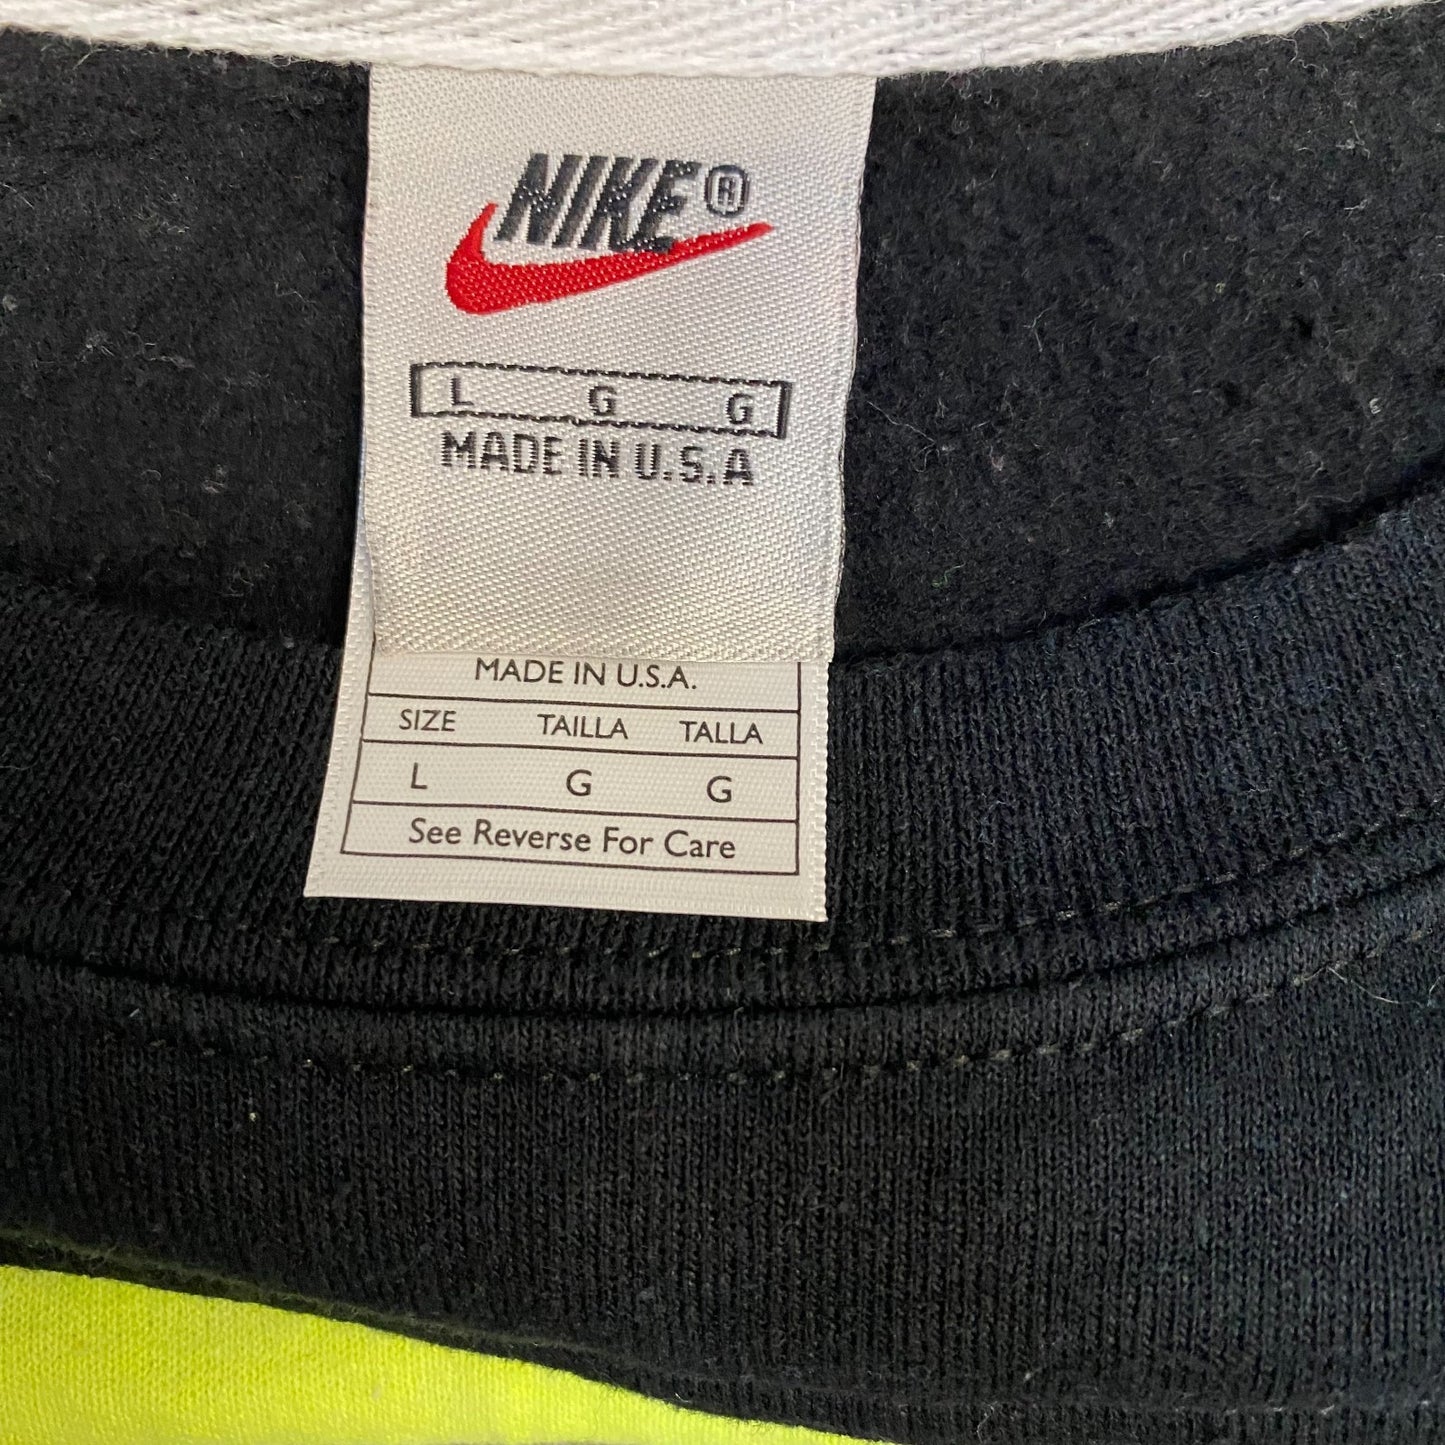 NIKE®
L G G
MADE IN U.S.A
MADE IN U.S.A.
SIZE TAILLA TALLA
L G G
See Reverse For Care